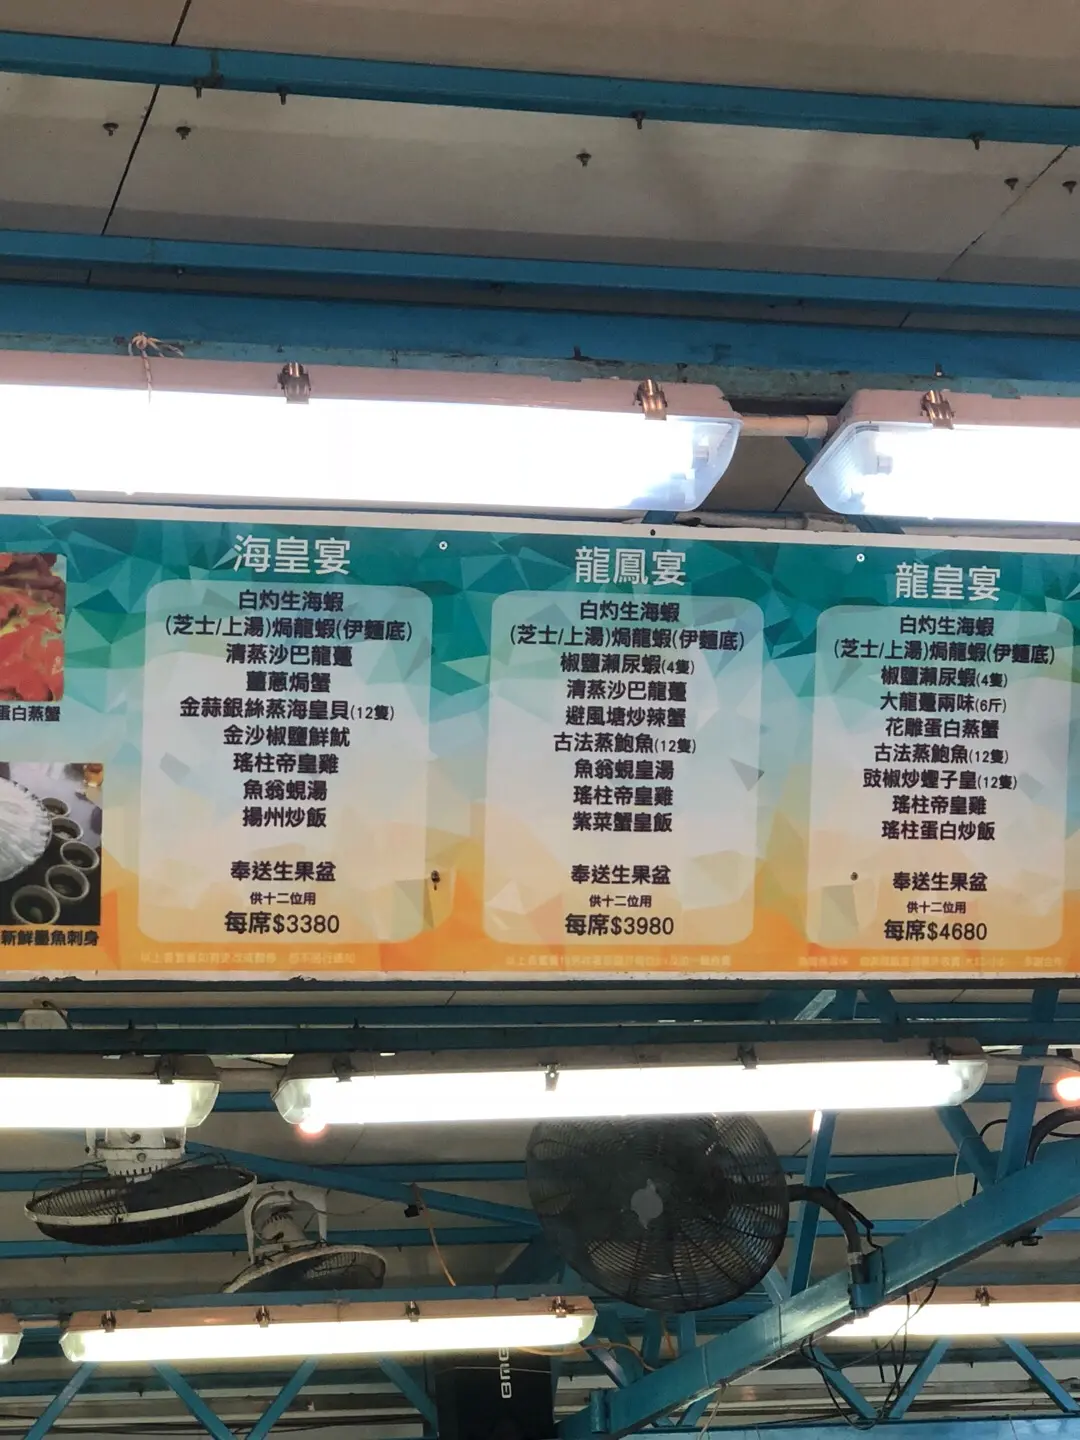 蛋白蒸蟹
新鮮墨魚刺身
海皇宴
白灼生海蝦
(芝士/上湯)焗龍蝦(伊麵底)
清蒸沙巴龍躉
薑蔥焗蟹
金蒜銀絲蒸海皇貝(12隻)
金沙椒鹽鮮魷
瑤柱帝皇雞
魚翁蜆湯
揚州炒飯
奉送生果盆
供十二位用
每席$3380
龍鳳宴
白灼生海蝦
(芝士/上湯)焗龍蝦(伊麵底)
椒鹽瀨尿蝦(4隻)
清蒸沙巴龍躉
避風塘炒辣蟹
古法蒸鮑魚(12隻)
魚翁蜆皇湯
瑤柱帝皇雞
紫菜蟹皇飯
奉送生果盆
供十二位用
每席$3980
龍皇宴
白灼生海蝦
(芝士/上湯)焗龍蝦(伊麵底)
椒鹽瀨尿蝦(4隻)
大龍躉兩味(6斤)
花雕蛋白蒸蟹
古法蒸鮑魚(12隻)
豉椒炒蟶子皇(12隻)
瑤柱帝皇雞
瑤柱蛋白炒飯
奉送生果盆
供十二位用
每席$4680
BMG